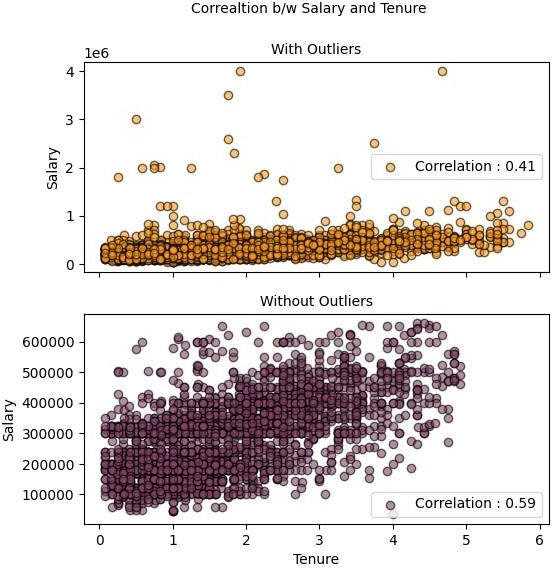 Correaltion b/w Salary and Tenure
With Outliers
1e6
4
3
2
1
0
Salary
Correlation : 0.41
Without Outliers
600000
500000
400000
300000
200000
100000
Salary
Correlation : 0.59
0 1 2 3 4 5 6
Tenure